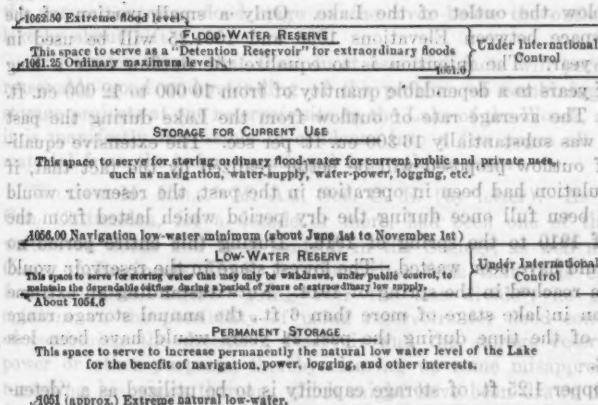 1062.50 Extreme flood level
FLOOD-WATER RESERVE
This space to serve as a "Detention Reservoir" for extraordinary floods
Under International
Control
1061.25 Ordinary maximum level
1061.0
STORAGE FOR CURRENT USE
This space to serve for storing ordinary flood-water for current public and private uses,
such as navigation, water-supply, water-power, logging, etc.
1056.00 Navigation low-water minimum (about June 1st to November 1st)
LOW-WATER RESERVE
This space to serve for storing water that may only be withdrawn, under public control, to
maintain the dependable outflow during a period of years of extraordinary low supply.
Under International
Control
About 1054.6
PERMANENT STORAGE
This space to serve to increase permanently the natural low water level of the Lake
for the benefit of navigation, power, logging, and other interests.
1051 (approx.) Extreme natural low-water.